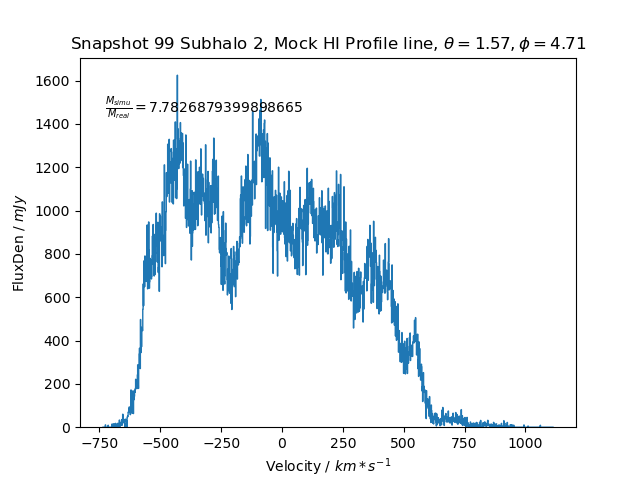 Snapshot 99 Subhalo 2, Mock HI Profile line, θ = 1.57, ϕ = 4.71
M_simu/M_real = 7.7826879399898665
FluxDen / mJy
1600
1400
1200
1000
800
600
400
200
0
−750 −500 −250 0 250 500 750 1000
Velocity / km * s⁻¹